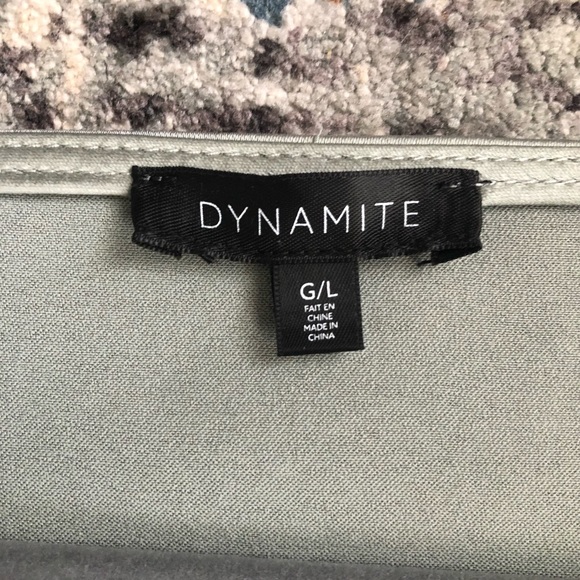 DYNAMITE
G/L
FAIT EN
CHINE
MADE IN
CHINA